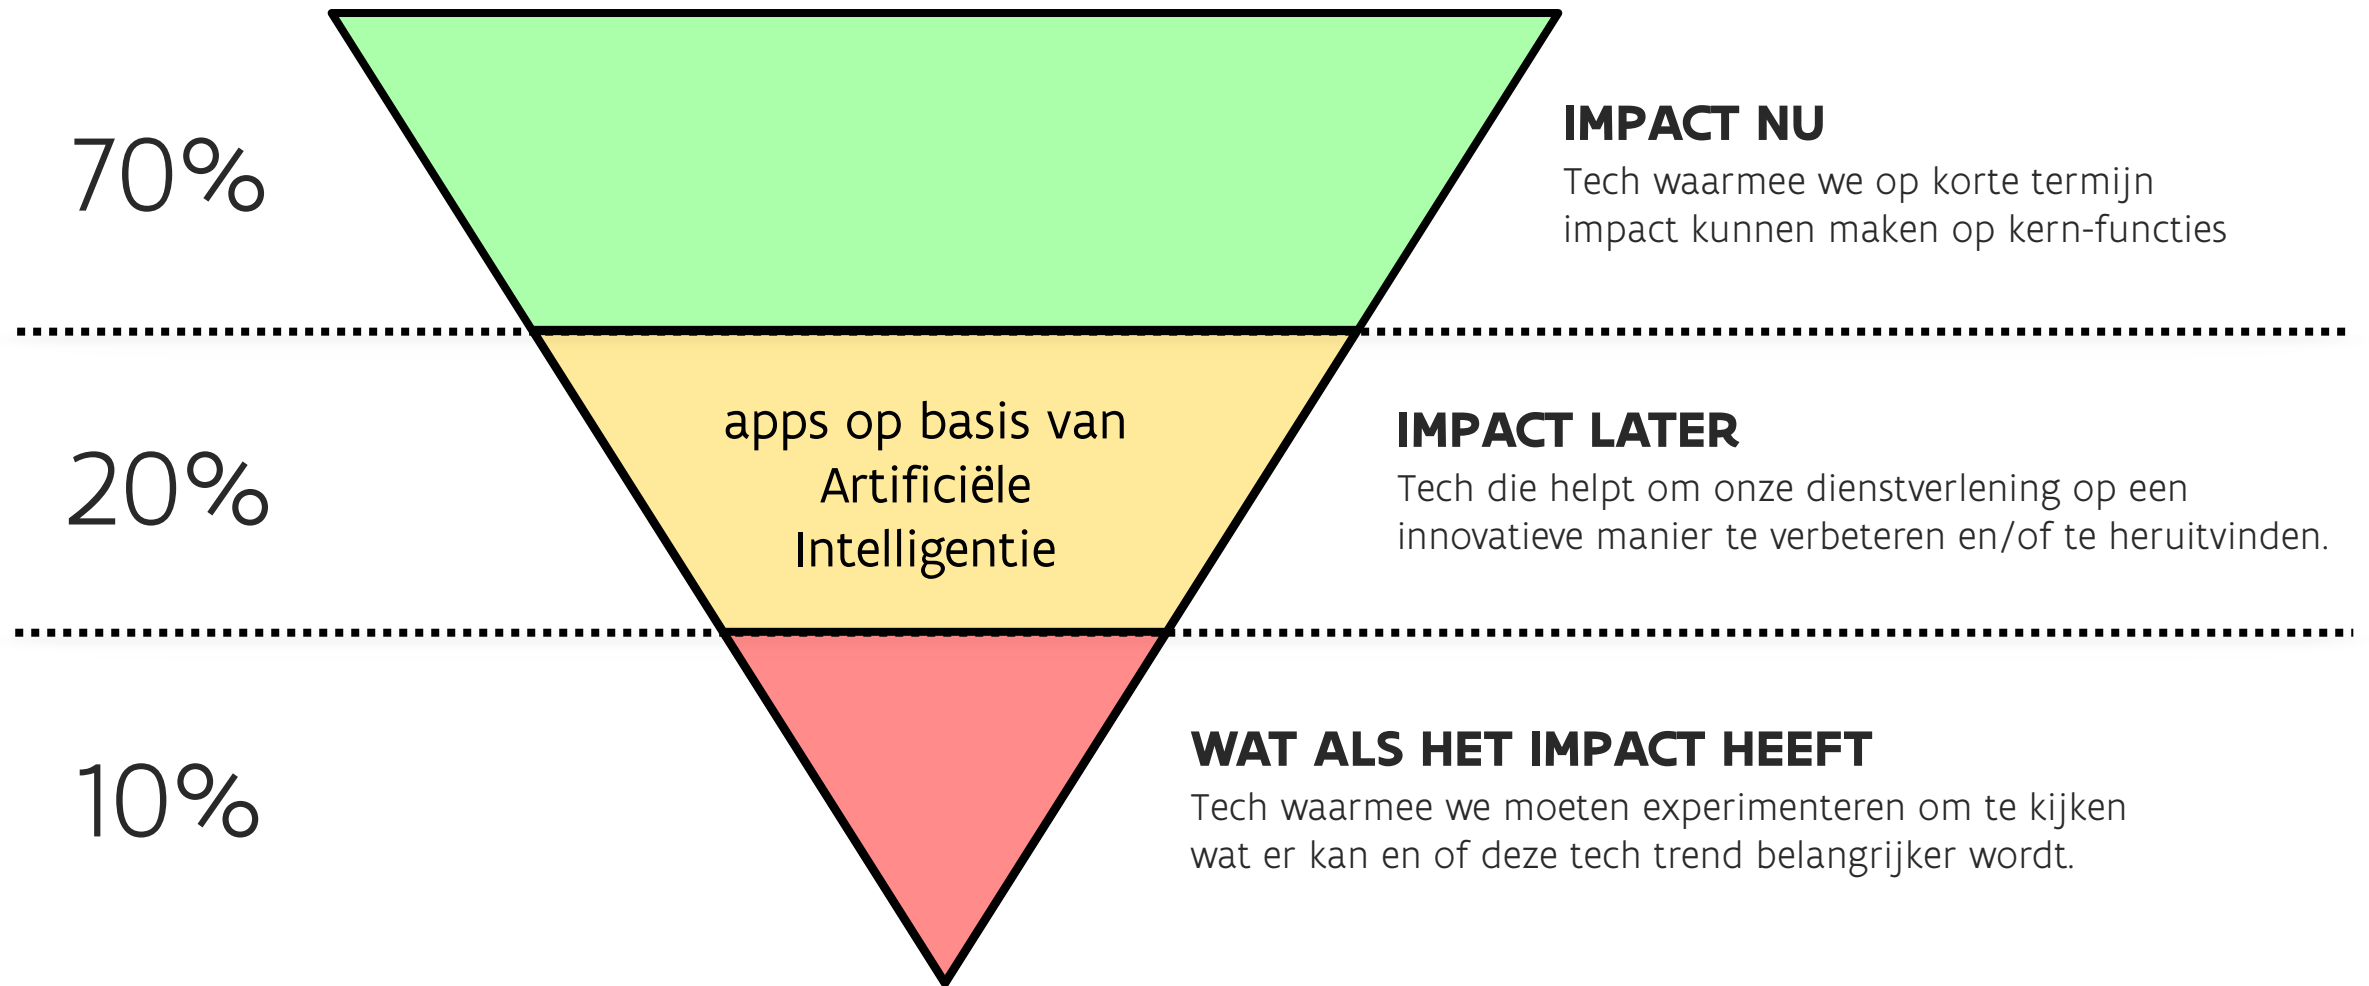 70%
IMPACT NU
Tech waarmee we op korte termijn
impact kunnen maken op kern-functies
20%
apps op basis van
Artificiële
Intelligentie
IMPACT LATER
Tech die helpt om onze dienstverlening op een
innovatieve manier te verbeteren en/of te heruitvinden.
10%
WAT ALS HET IMPACT HEEFT
Tech waarmee we moeten experimenteren om te kijken
wat er kan en of deze tech trend belangrijker wordt.